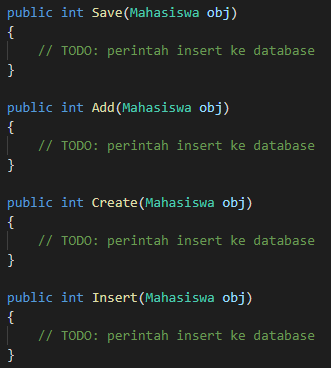 public int Save(Mahasiswa obj)
{
    // TODO: perintah insert ke database
}
public int Add(Mahasiswa obj)
{
    // TODO: perintah insert ke database
}
public int Create(Mahasiswa obj)
{
    // TODO: perintah insert ke database
}
public int Insert(Mahasiswa obj)
{
    // TODO: perintah insert ke database
}